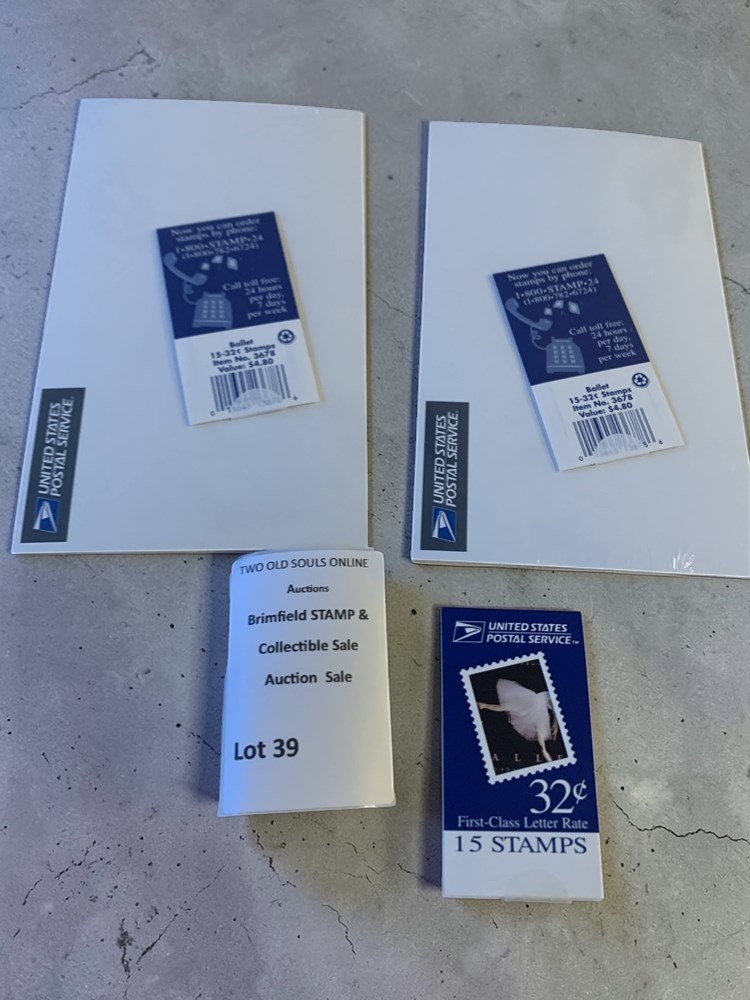 Now you can order
stamps by phone:
1•800•STAMP•24
(1•800•782•6724)
Call toll free:
24 hours
per day,
7 days
per week
Ballet
15-32¢ Stamps
Item No. 3678
Value: $4.80
UNITED STATES
POSTAL SERVICE
Now you can order
stamps by phone:
1•800•STAMP•24
(1•800•782•6724)
Call toll free:
24 hours
per day,
7 days
per week
Ballet
15-32¢ Stamps
Item No. 3678
Value: $4.80
UNITED STATES
POSTAL SERVICE
TWO OLD SOULS ONLINE
Auctions
Brimfield STAMP &
Collectible Sale
Auction Sale
Lot 39
UNITED STATES
POSTAL SERVICE™
32¢
First-Class Letter Rate
15 STAMPS